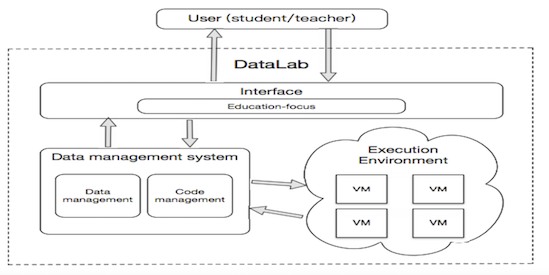 User (student/teacher)
DataLab
Interface
Education-focus
Data management system
Data
management
Code
management
Execution
Environment
VM
VM
VM
VM